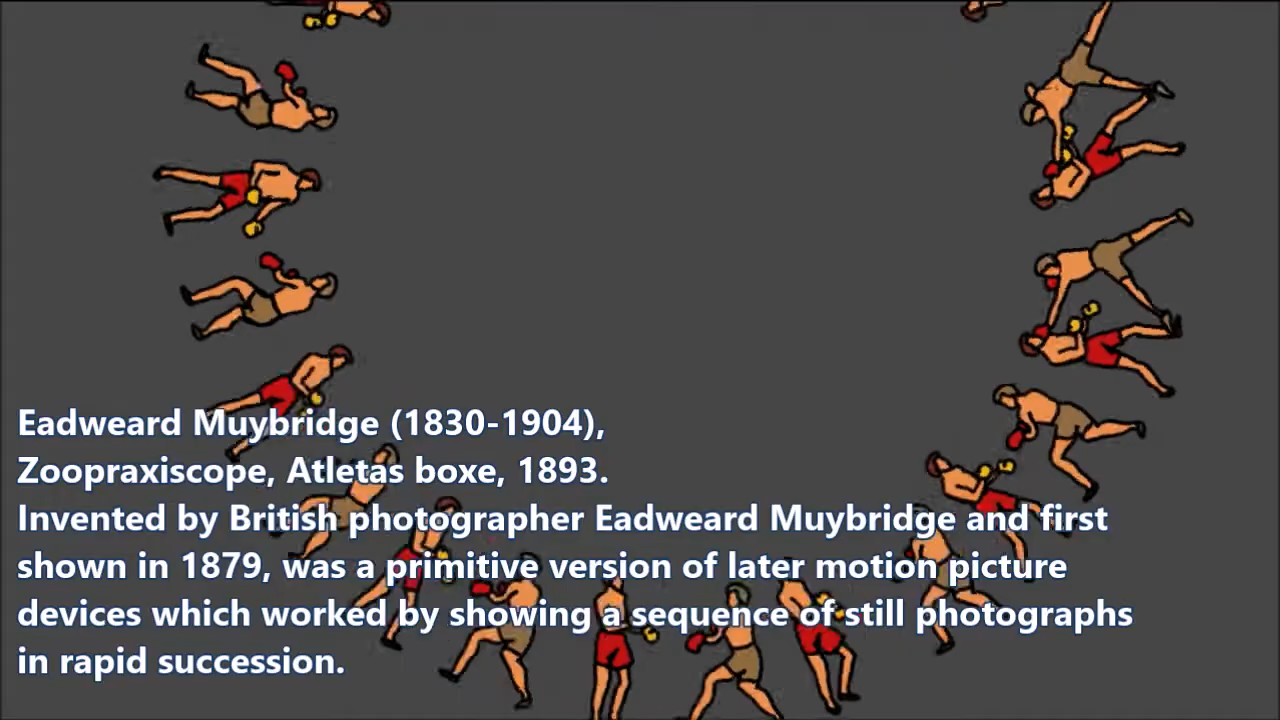 Eadweard Muybridge (1830-1904),
Zoopraxiscope, Atletas boxe, 1893.
Invented by British photographer Eadweard Muybridge and first
shown in 1879, was a primitive version of later motion picture
devices which worked by showing a sequence of still photographs
in rapid succession.